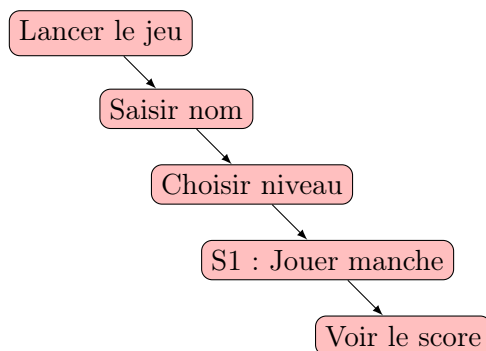 Lancer le jeu
Saisir nom
Choisir niveau
S1 : Jouer manche
Voir le score